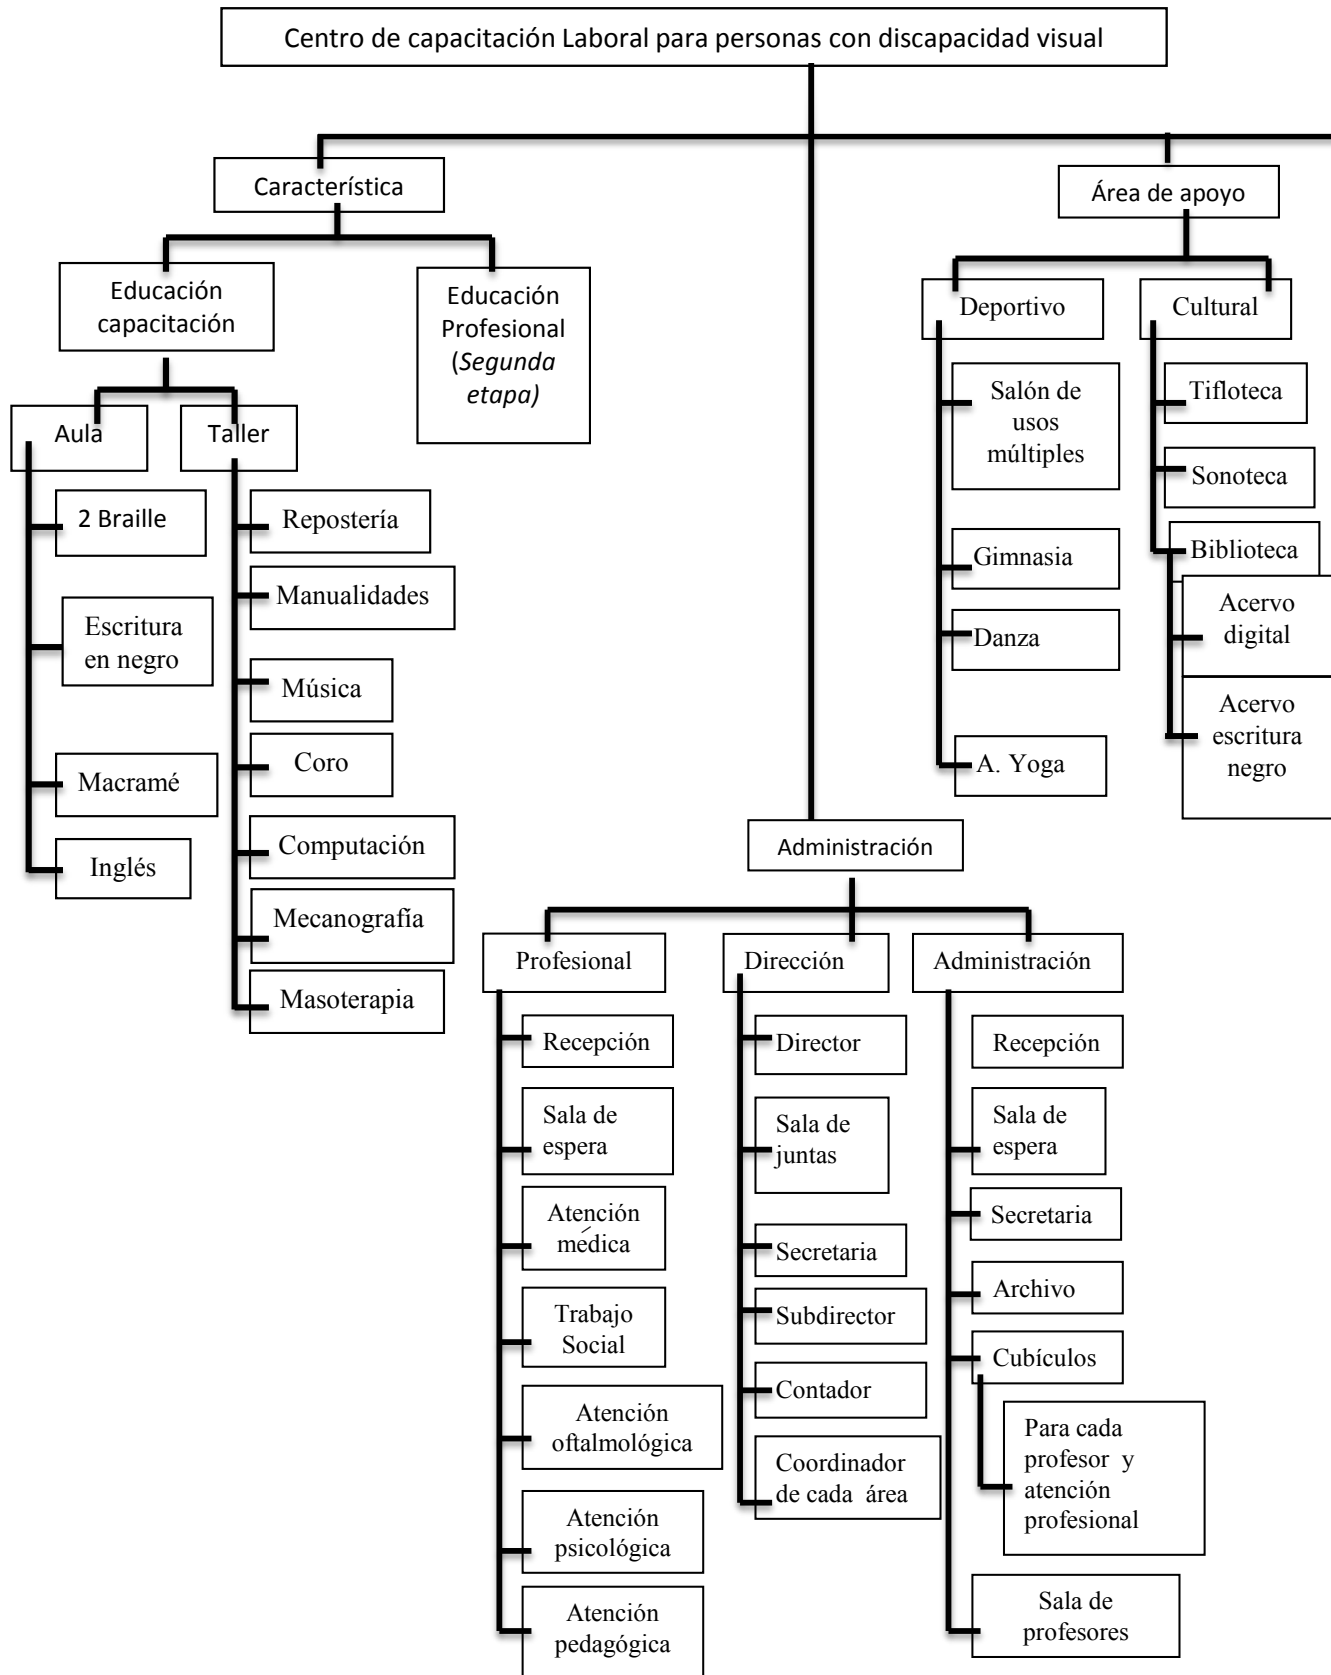 Centro de capacitación Laboral para personas con discapacidad visual
Característica
Área de apoyo
Educación
capacitación
Educación
Profesional
(Segunda
etapa)
Deportivo
Cultural
Aula
Taller
Salón de
usos
múltiples
Tifloteca
Sonoteca
2 Braille
Repostería
Gimnasia
Biblioteca
Escritura
en negro
Manualidades
Danza
Acervo
digital
Música
Acervo
escritura
negro
Macramé
Coro
A. Yoga
Inglés
Computación
Administración
Mecanografía
Masoterapia
Profesional
Dirección
Administración
Recepción
Sala de
espera
Atención
médica
Trabajo
Social
Atención
oftalmológica
Atención
psicológica
Atención
pedagógica
Director
Sala de
juntas
Secretaria
Subdirector
Contador
Coordinador
de cada área
Recepción
Sala de
espera
Secretaria
Archivo
Cubículos
Para cada
profesor y
atención
profesional
Sala de
profesores